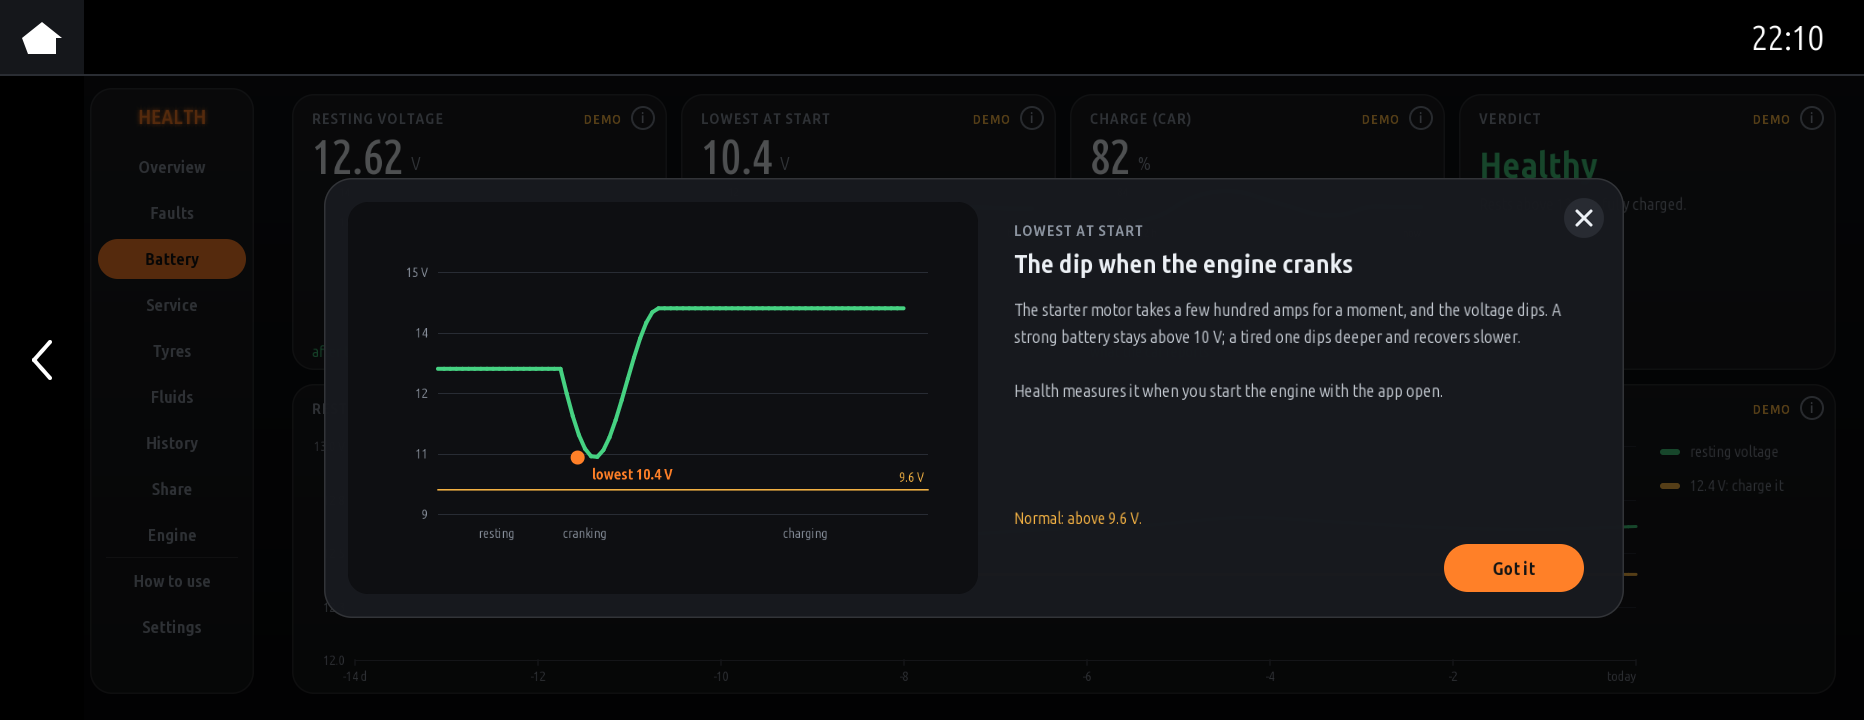 22:10
HEALTH
Overview
Faults
Battery
Service
Tyres
Fluids
History
Share
Engine
How to use
Settings
RESTING VOLTAGE DEMO i
12.62 V
LOWEST AT START DEMO i
10.4 V
CHARGE (CAR) DEMO i
82 %
VERDICT DEMO i
Healthy
charged.
LOWEST AT START
The dip when the engine cranks
The starter motor takes a few hundred amps for a moment, and the voltage dips. A
strong battery stays above 10 V; a tired one dips deeper and recovers slower.
Health measures it when you start the engine with the app open.
Normal: above 9.6 V.
Got it
15 V
14
12
11
9
lowest 10.4 V
9.6 V
resting cranking charging
DEMO i
resting voltage
12.4 V: charge it
12.0
-14 d -12 -10 -8 -6 -4 -2 today